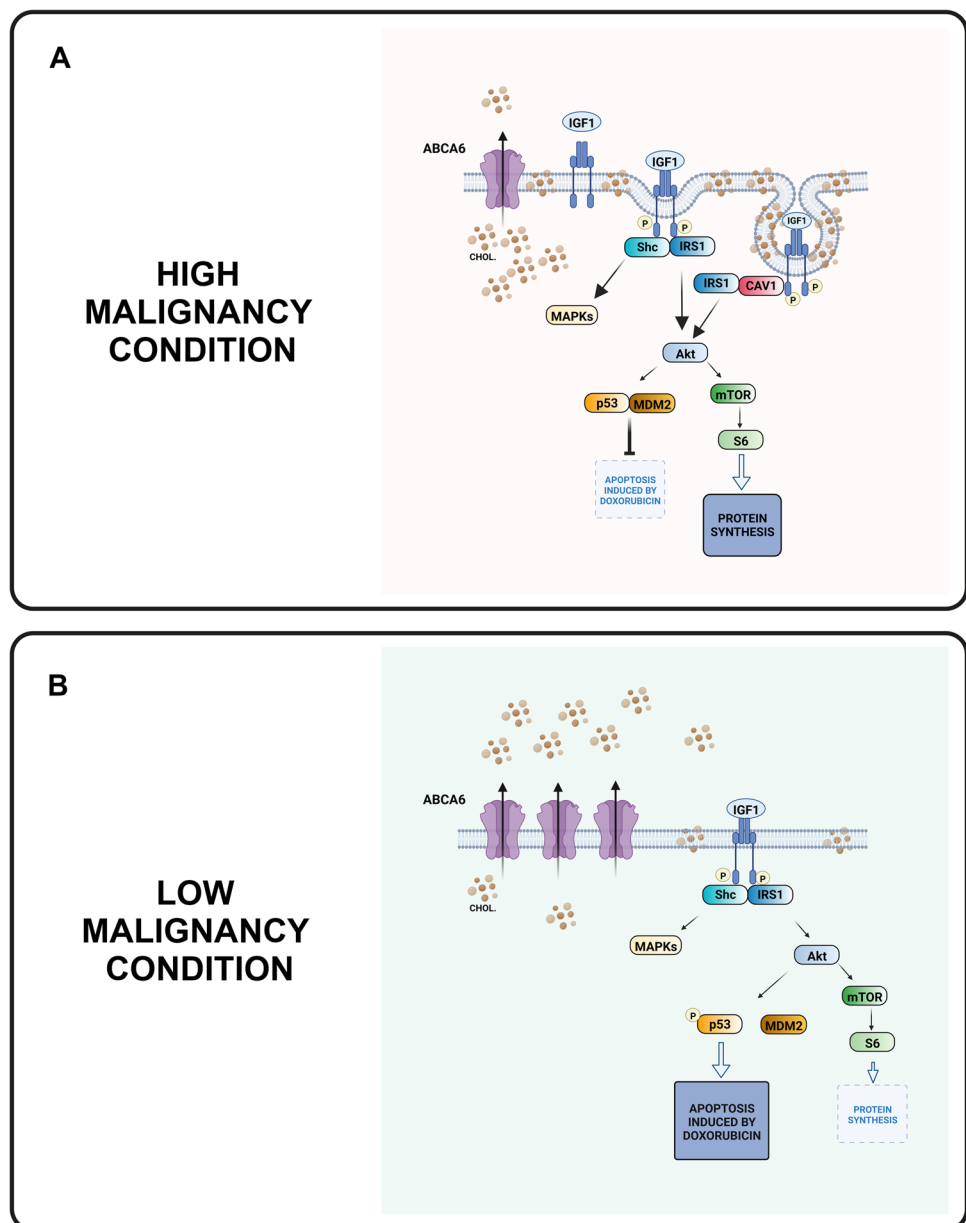 A
HIGH
MALIGNANCY
CONDITION
ABCA6
IGF1
IGF1
IGF1
CHOL.
P
P
Shc
IRS1
IRS1
CAV1
P
P
MAPKs
Akt
p53
MDM2
mTOR
S6
APOPTOSIS
INDUCED BY
DOXORUBICIN
PROTEIN
SYNTHESIS
B
LOW
MALIGNANCY
CONDITION
ABCA6
IGF1
CHOL.
P
P
Shc
IRS1
MAPKs
Akt
mTOR
P
p53
MDM2
S6
APOPTOSIS
INDUCED BY
DOXORUBICIN
PROTEIN
SYNTHESIS